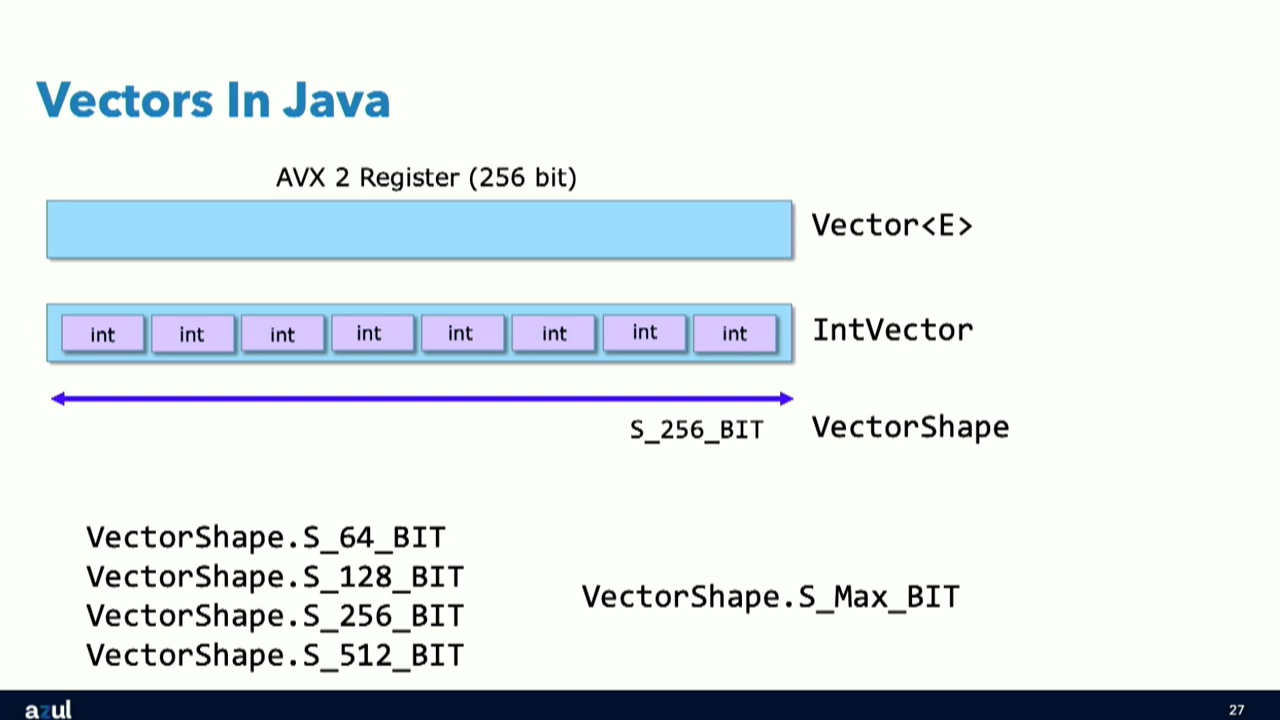 Vectors In Java
AVX 2 Register (256 bit)
Vector<E>
int int int int int int int int
IntVector
S_256_BIT
VectorShape
VectorShape.S_64_BIT
VectorShape.S_128_BIT
VectorShape.S_256_BIT
VectorShape.S_512_BIT
VectorShape.S_Max_BIT
azul
27